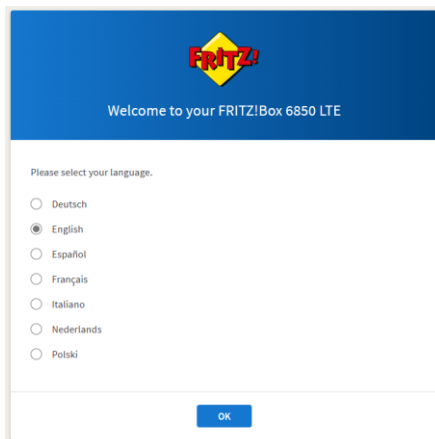 FRITZ!
Welcome to your FRITZ!Box 6850 LTE
Please select your language.
Deutsch
English
Español
Français
Italiano
Nederlands
Polski
OK